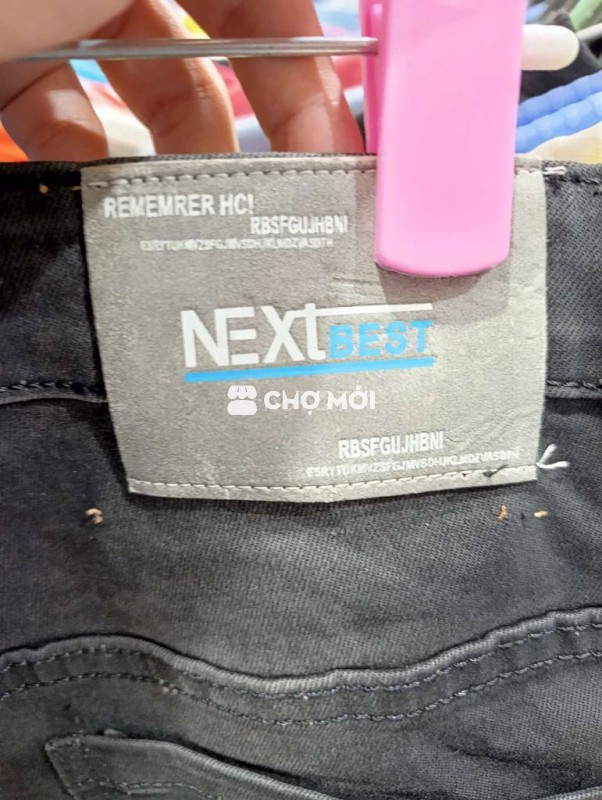 REMEMRER HC!
RBSFGUJHBNI
NEXt BEST
CHỢ MỚI
RBSFGUJHBNI